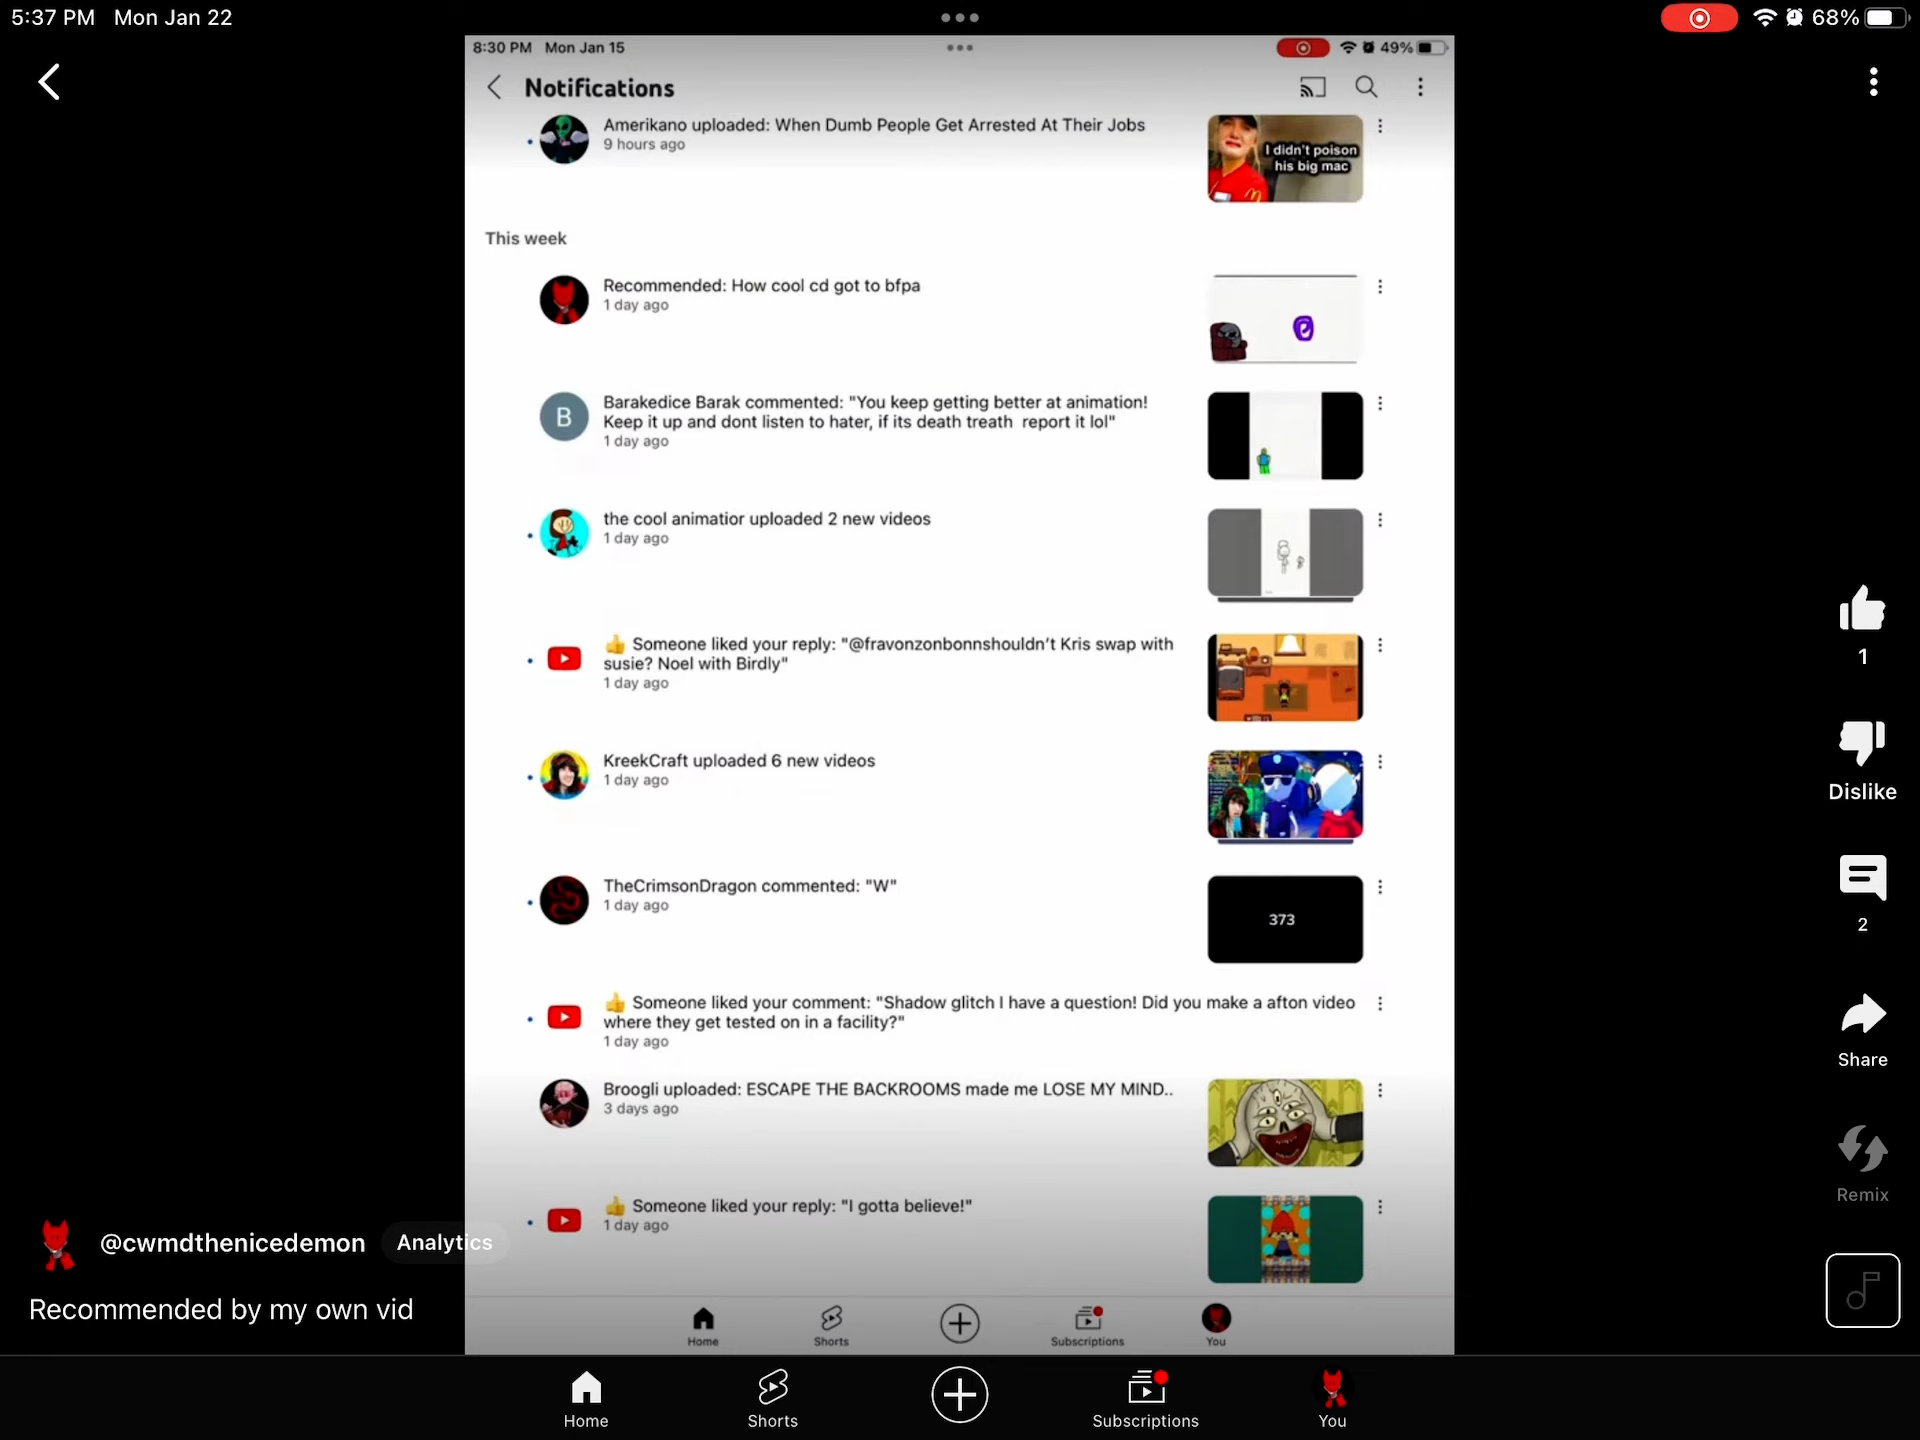 5:37 PM Mon Jan 22
68%
8:30 PM Mon Jan 15
49%
Notifications
Amerikano uploaded: When Dumb People Get Arrested At Their Jobs
9 hours ago
I didn't poison
his big mac
This week
Recommended: How cool cd got to bfpa
1 day ago
B
Barakedice Barak commented: "You keep getting better at animation!
Keep it up and dont listen to hater, if its death treath report it lol"
1 day ago
the cool animatior uploaded 2 new videos
1 day ago
👍 Someone liked your reply: "@fravonzonbonnshouldn't Kris swap with
susie? Noel with Birdly"
1 day ago
KreekCraft uploaded 6 new videos
1 day ago
TheCrimsonDragon commented: "W"
1 day ago
373
👍 Someone liked your comment: "Shadow glitch I have a question! Did you make a afton video
where they get tested on in a facility?"
1 day ago
Broogli uploaded: ESCAPE THE BACKROOMS made me LOSE MY MIND..
3 days ago
👍 Someone liked your reply: "I gotta believe!"
1 day ago
Home
Shorts
Subscriptions
You
1
Dislike
2
Share
Remix
@cwmdthenicedemon
Analytics
Recommended by my own vid
Home
Shorts
Subscriptions
You